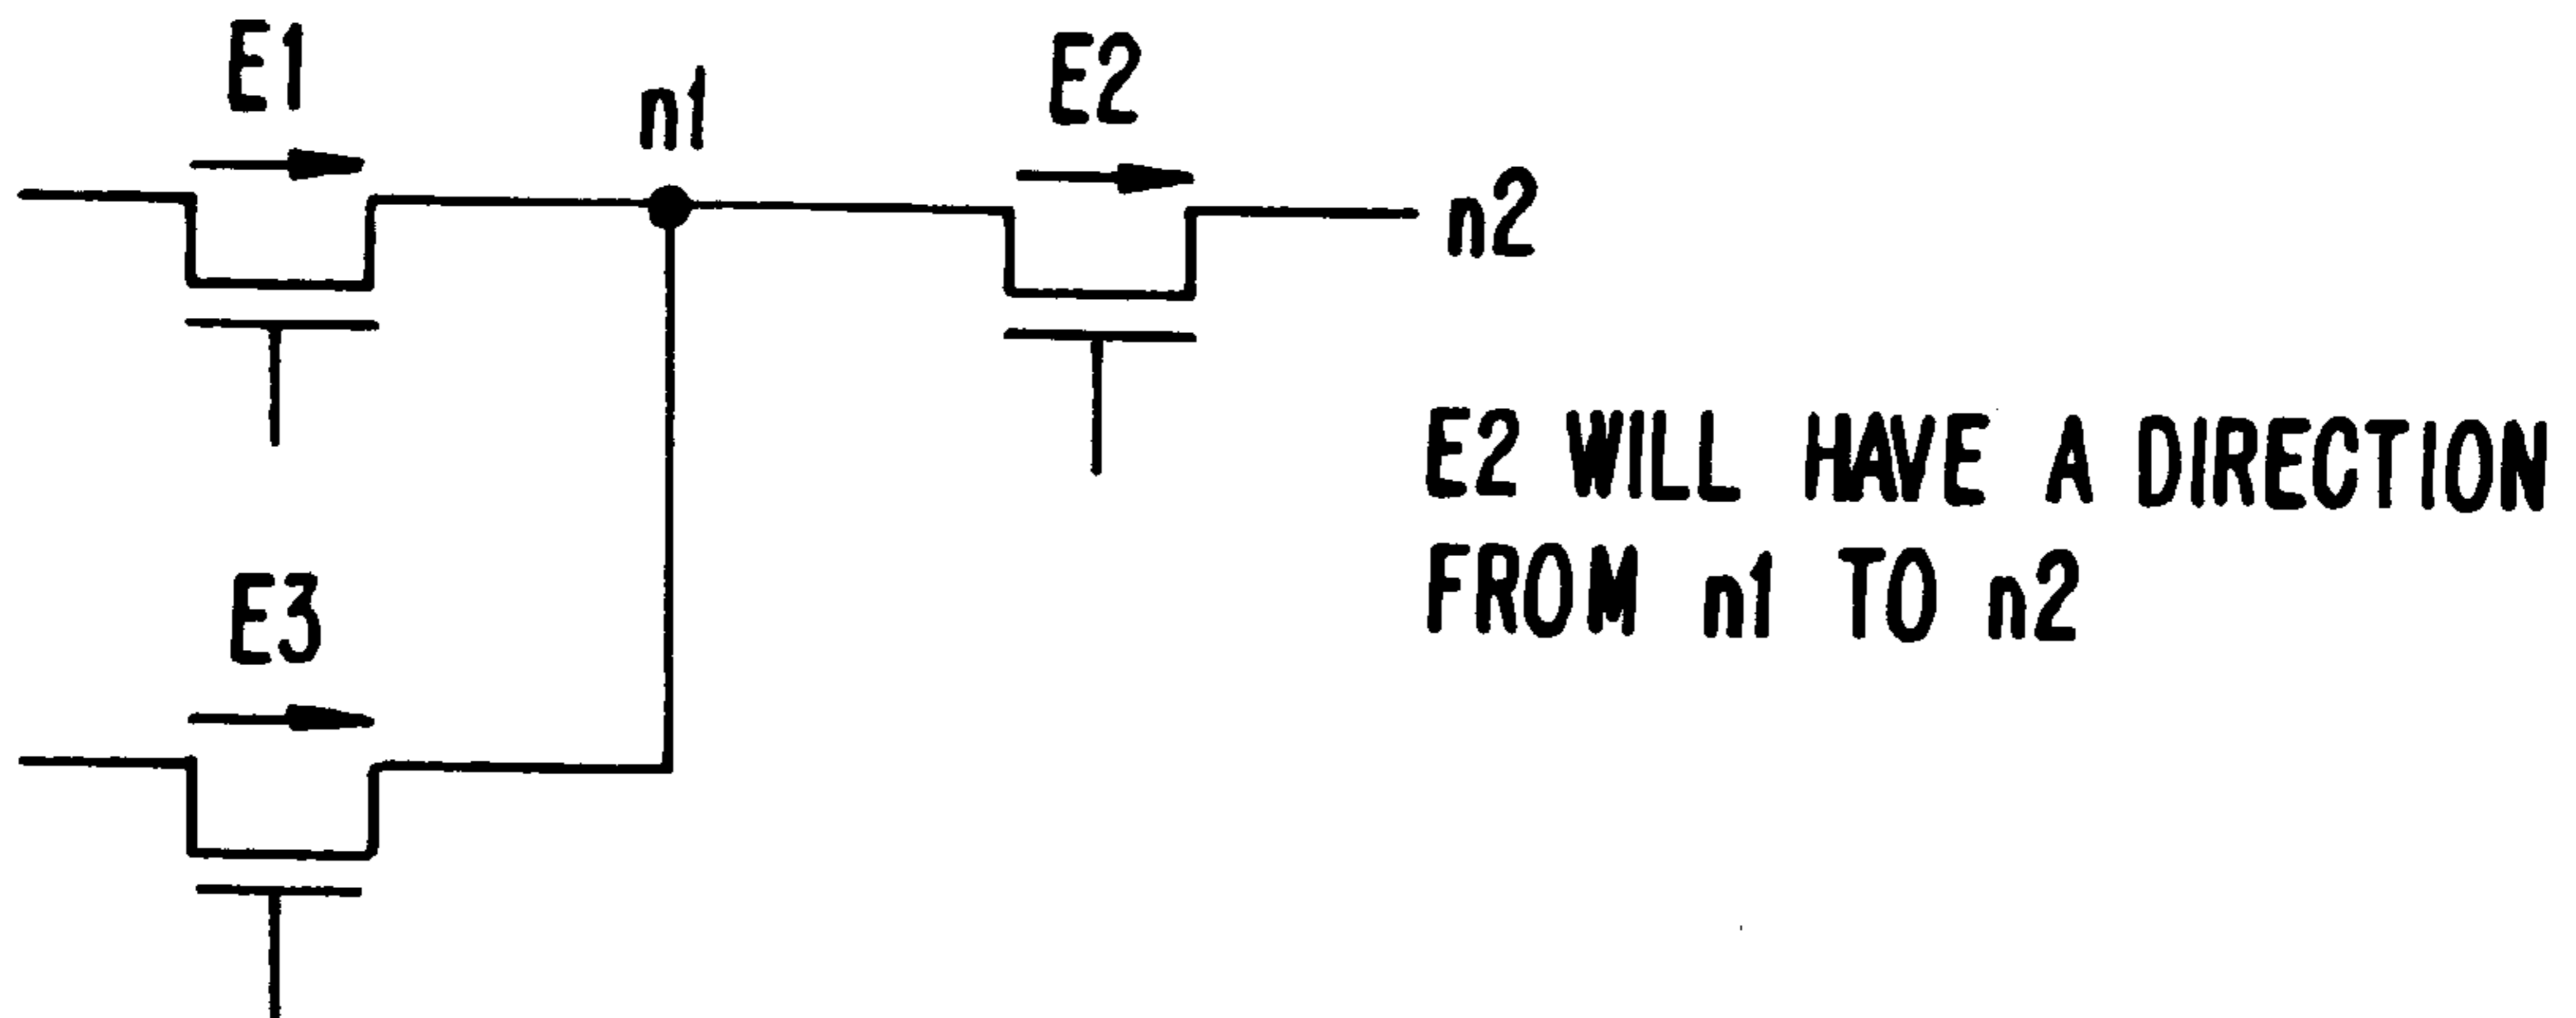 E1
n1
E2
n2
E2 WILL HAVE A DIRECTION
FROM n1 TO n2
E3